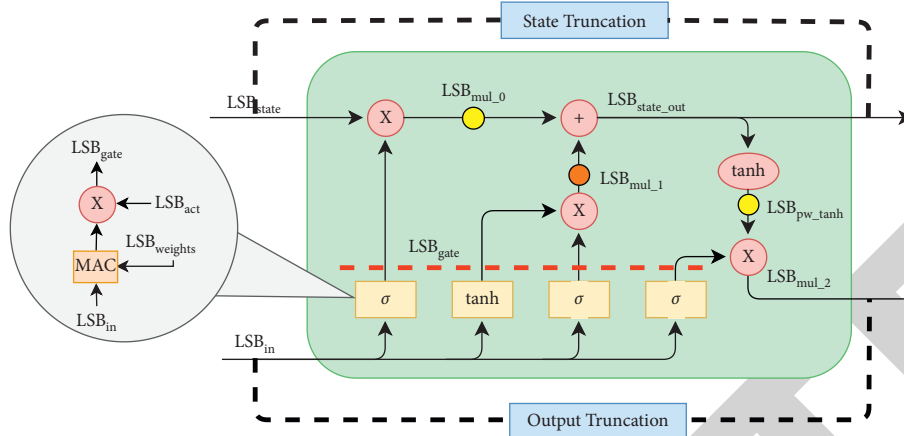 State Truncation
LSB_state
LSB_mul_0
LSB_state_out
X
+
tanh
LSB_gate
LSB_mul_1
X
LSB_act
LSB_pw_tanh
X
LSB_weights
LSB_gate
X
MAC
LSB_mul_2
σ
tanh
σ
σ
LSB_in
LSB_in
Output Truncation